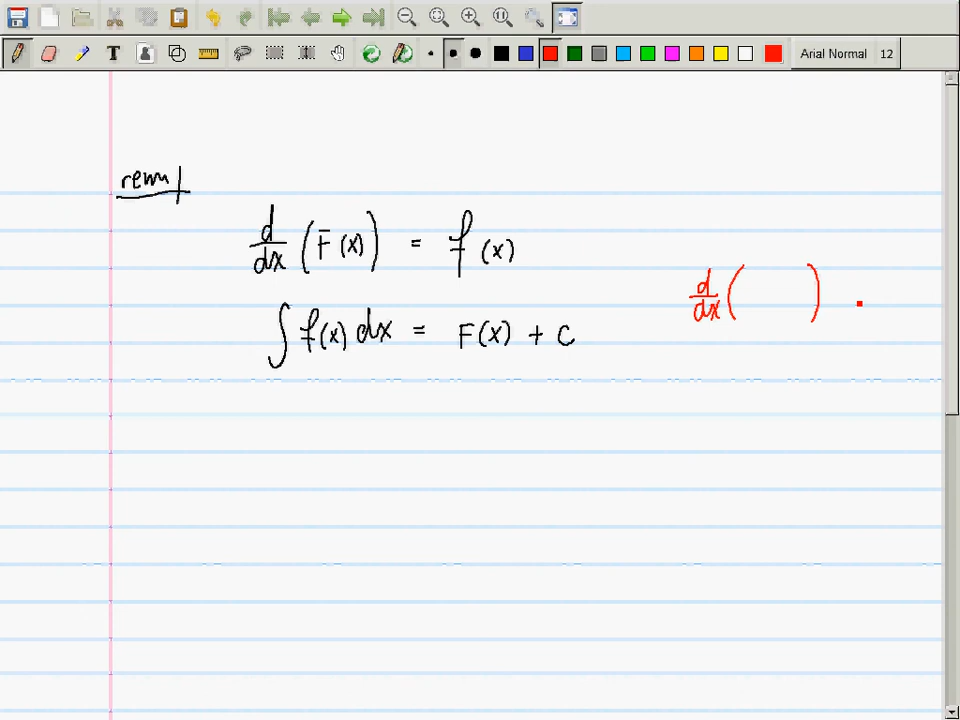 Arial Normal 12
d/dx (F(x)) = f(x)
d/dx ( )
∫ f(x) dx = F(x) + c